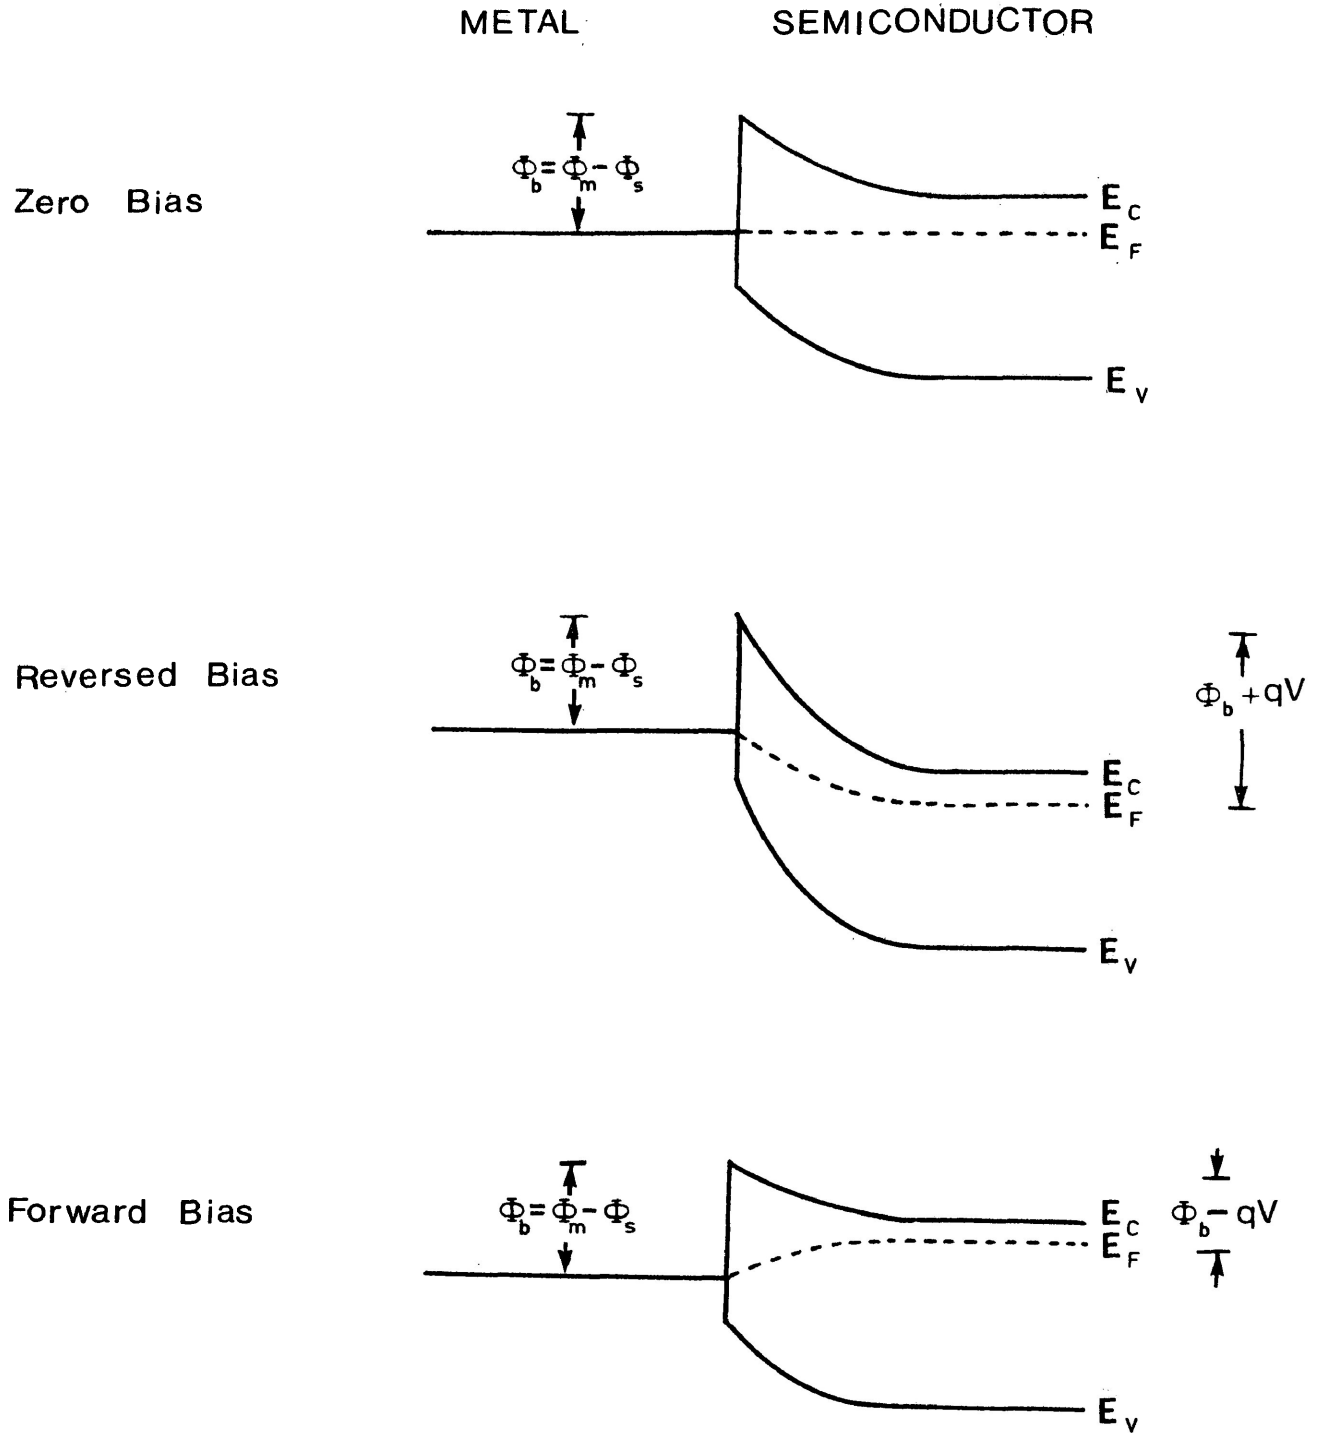 METAL SEMICONDUCTOR
Zero Bias
Φb = Φm - Φs
EC
EF
EV
Reversed Bias
Φb = Φm - Φs
Φb + qV
EC
EF
EV
Forward Bias
Φb = Φm - Φs
EC
Φb - qV
EF
EV